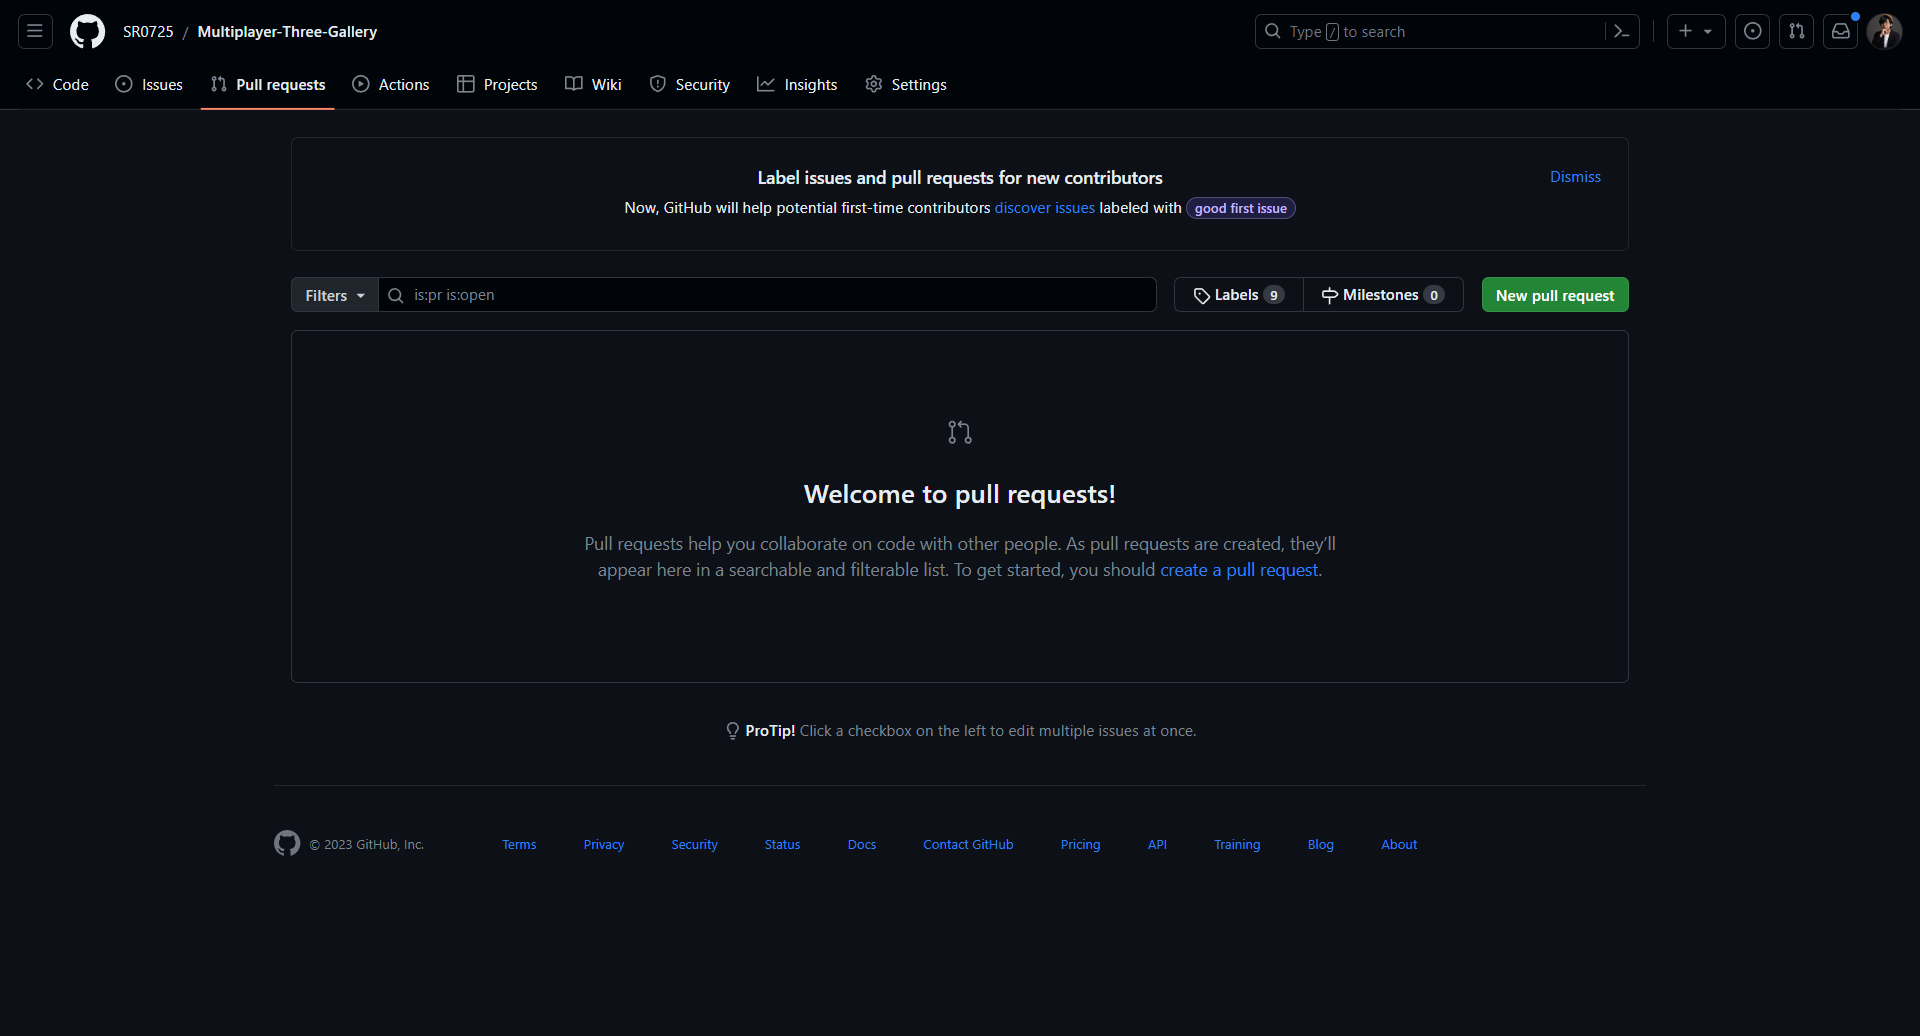 SR0725 / Multiplayer-Three-Gallery
Type / to search
Code Issues Pull requests Actions Projects Wiki Security Insights Settings
Label issues and pull requests for new contributors
Dismiss
Now, GitHub will help potential first-time contributors discover issues labeled with good first issue
Filters is:pr is:open Labels 9 Milestones 0 New pull request
Welcome to pull requests!
Pull requests help you collaborate on code with other people. As pull requests are created, they’ll
appear here in a searchable and filterable list. To get started, you should create a pull request.
ProTip! Click a checkbox on the left to edit multiple issues at once.
© 2023 GitHub, Inc. Terms Privacy Security Status Docs Contact GitHub Pricing API Training Blog About